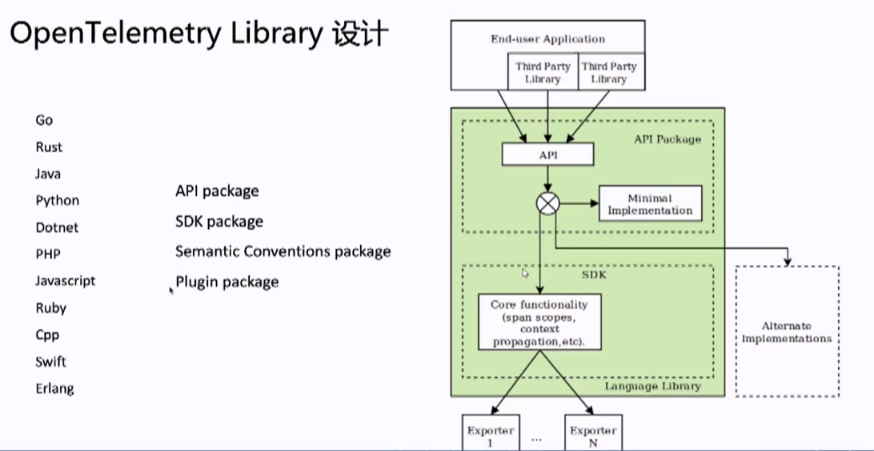 OpenTelemetry Library 设计
Go
Rust
Java
Python
Dotnet
PHP
Javascript
Ruby
Cpp
Swift
Erlang
API package
SDK package
Semantic Conventions package
Plugin package
End-user Application
Third Party
Library
Third Party
Library
API Package
API
Minimal
Implementation
SDK
Core functionality
(span scopes,
context
propagation,etc).
Language Library
Alternate
Implementations
Exporter
1
...
Exporter
N